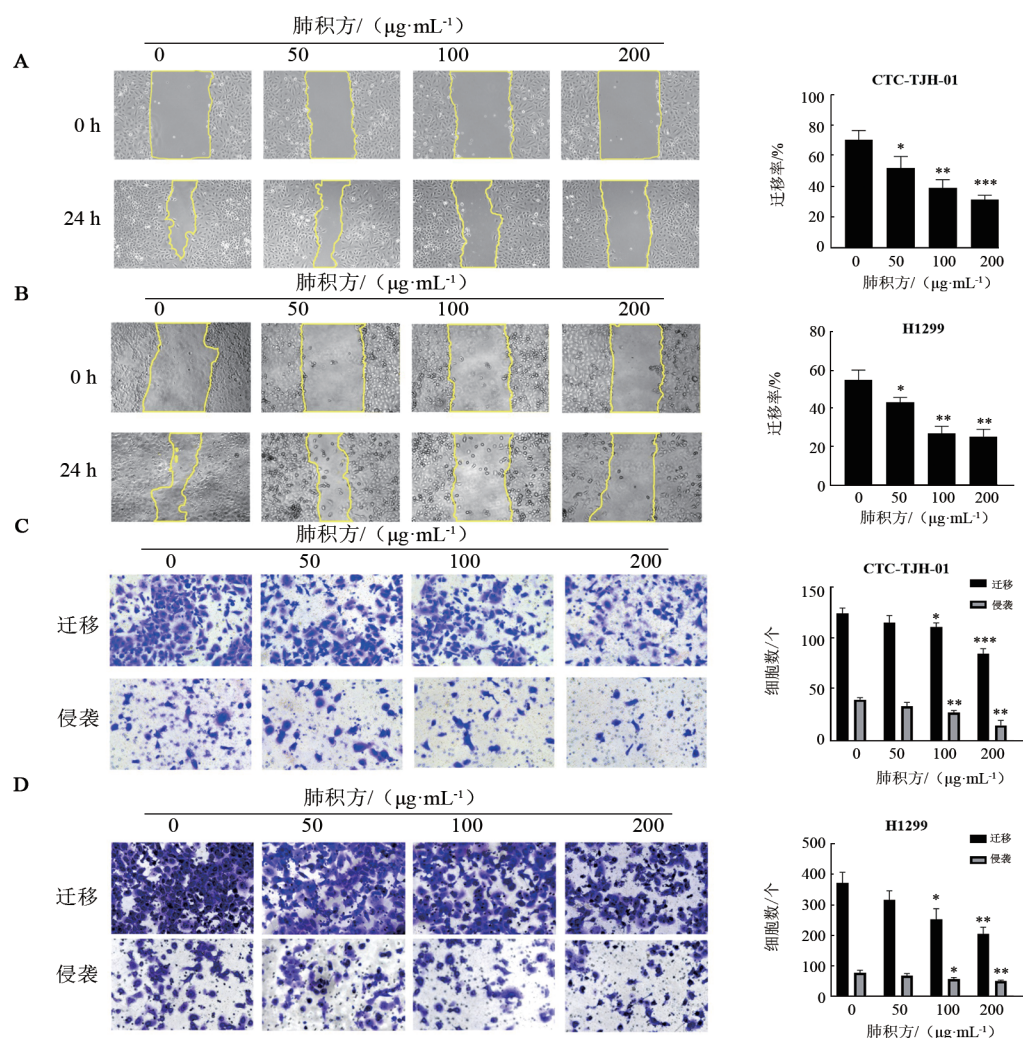 肺积方/（μg·mL⁻¹）
A
0 50 100 200
0 h
24 h
CTC-TJH-01
迁移率/%
100
80
60
40
20
0
* ** ***
0 50 100 200
肺积方/（μg·mL⁻¹）
肺积方/（μg·mL⁻¹）
B
0 50 100 200
0 h
24 h
H1299
迁移率/%
80
60
40
20
0
* ** **
0 50 100 200
肺积方/（μg·mL⁻¹）
C
肺积方/（μg·mL⁻¹）
0 50 100 200
迁移
侵袭
CTC-TJH-01
迁移
侵袭
细胞数/个
150
100
50
0
* ***
** **
0 50 100 200
肺积方/（μg·mL⁻¹）
D
肺积方/（μg·mL⁻¹）
0 50 100 200
迁移
侵袭
H1299
迁移
侵袭
细胞数/个
500
400
300
200
100
0
* **
* **
0 50 100 200
肺积方/（μg·mL⁻¹）